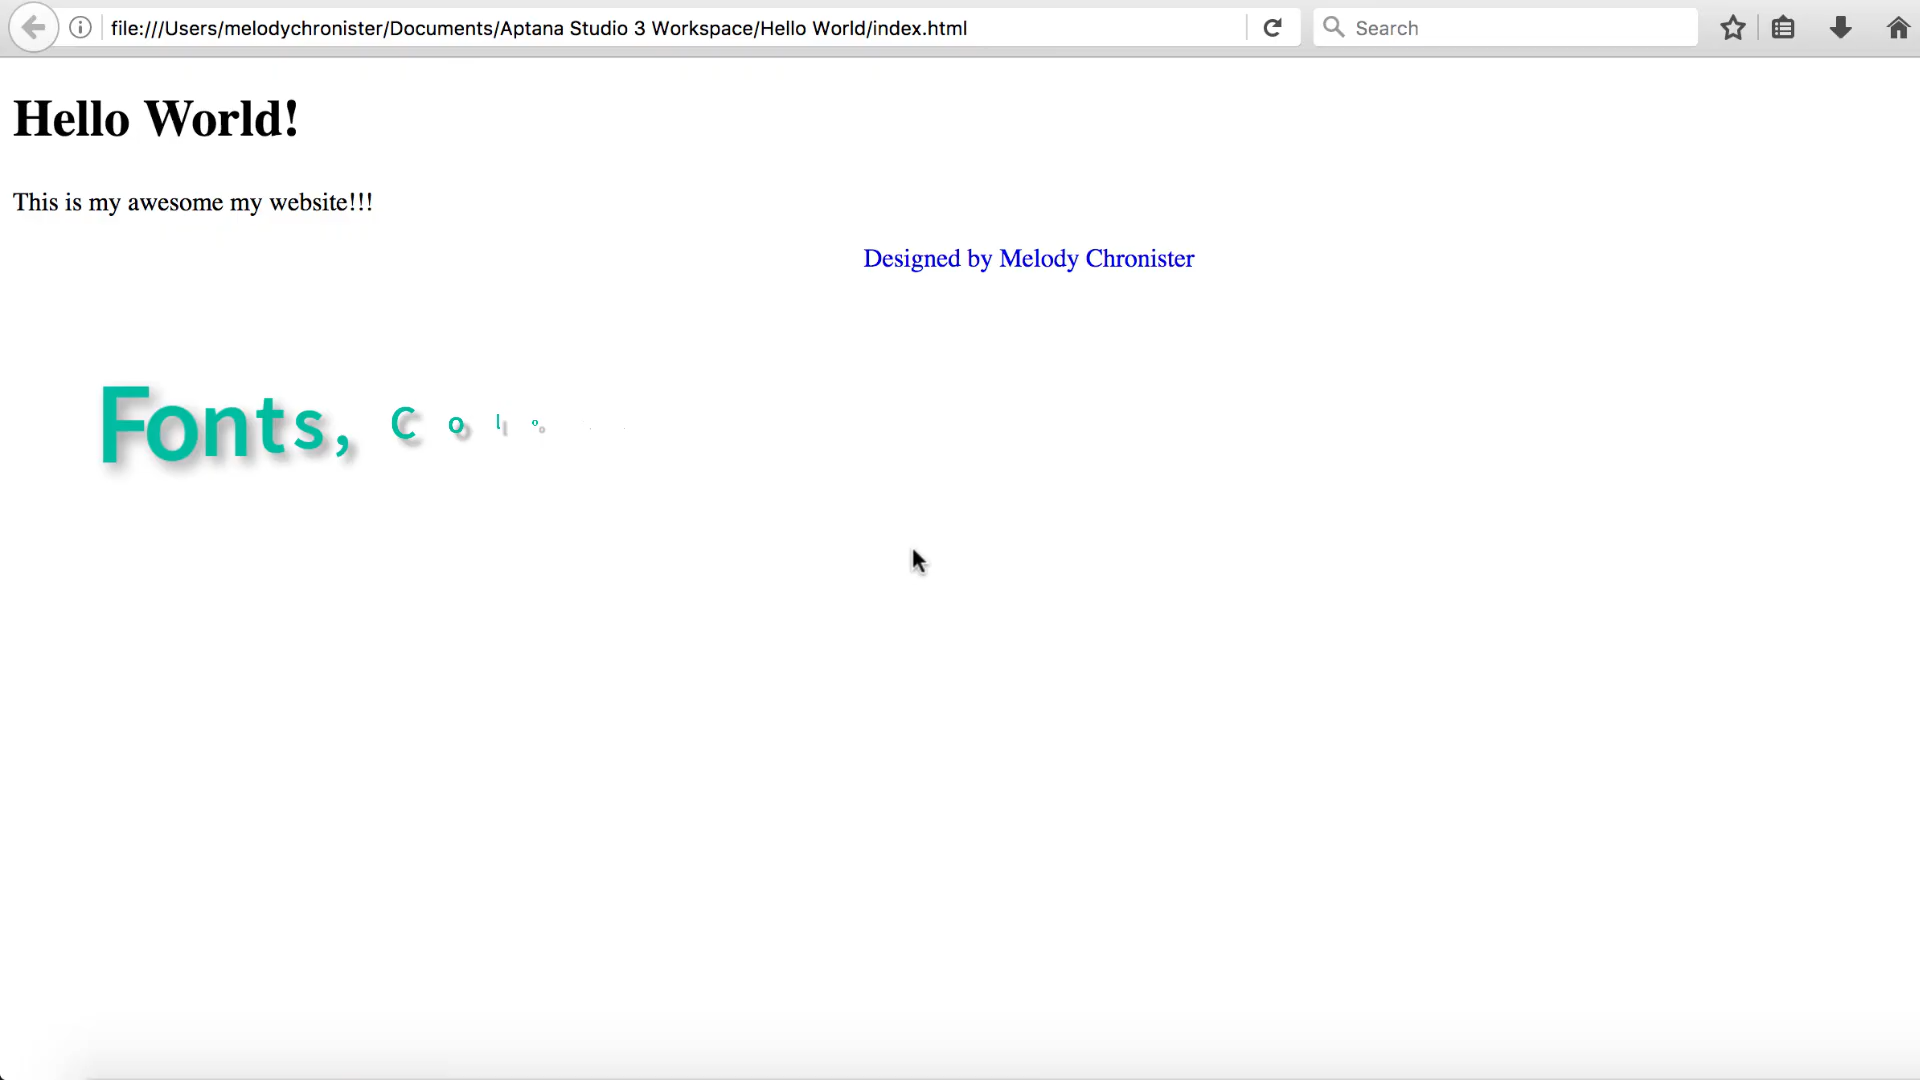 file:///Users/melodychronister/Documents/Aptana Studio 3 Workspace/Hello World/index.html
Search
Hello World!
This is my awesome my website!!!
Designed by Melody Chronister
Fonts, Colo